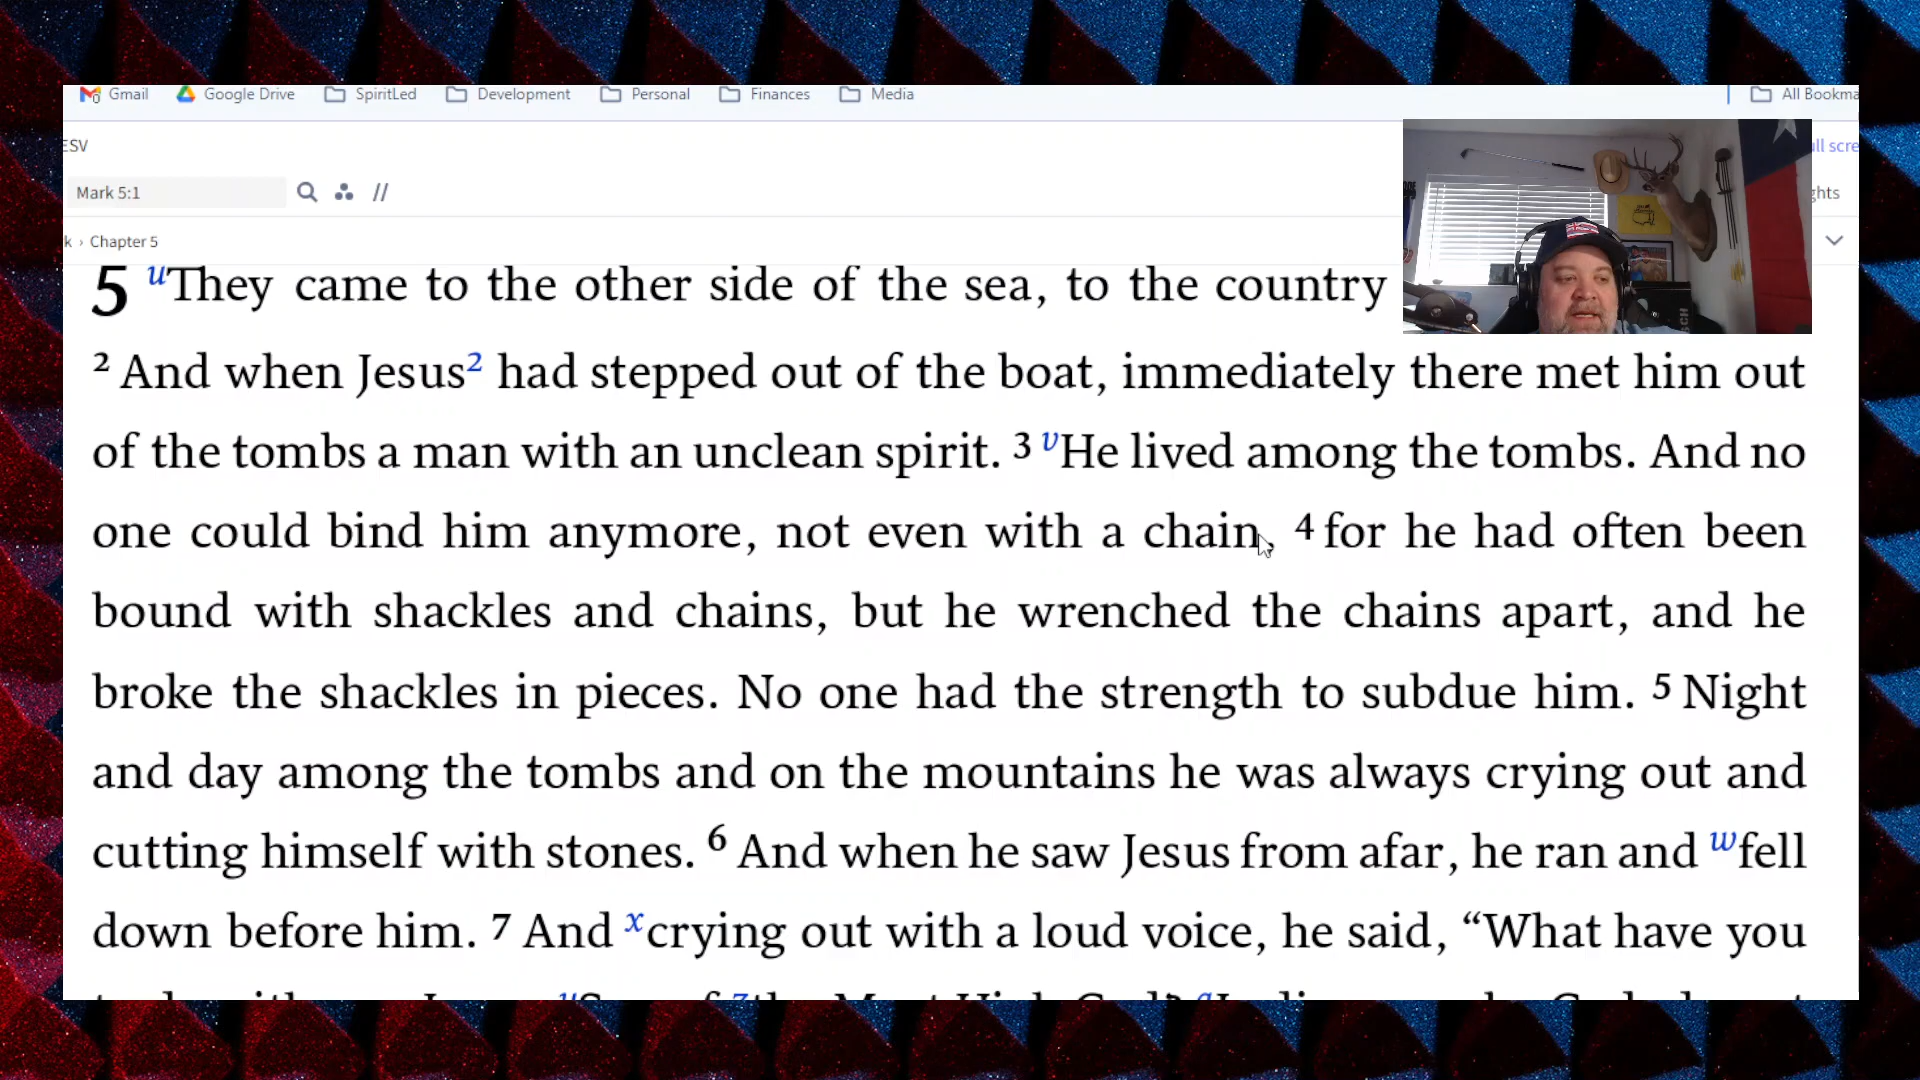 Gmail Google Drive SpiritLed Development Personal Finances Media All Bookma
ESV
ll scre
Mark 5:1 //
ghts
k › Chapter 5
5 uThey came to the other side of the sea, to the country
2 And when Jesus2 had stepped out of the boat, immediately there met him out
of the tombs a man with an unclean spirit. 3 vHe lived among the tombs. And no
one could bind him anymore, not even with a chain, 4 for he had often been
bound with shackles and chains, but he wrenched the chains apart, and he
broke the shackles in pieces. No one had the strength to subdue him. 5 Night
and day among the tombs and on the mountains he was always crying out and
cutting himself with stones. 6 And when he saw Jesus from afar, he ran and wfell
down before him. 7 And xcrying out with a loud voice, he said, “What have you